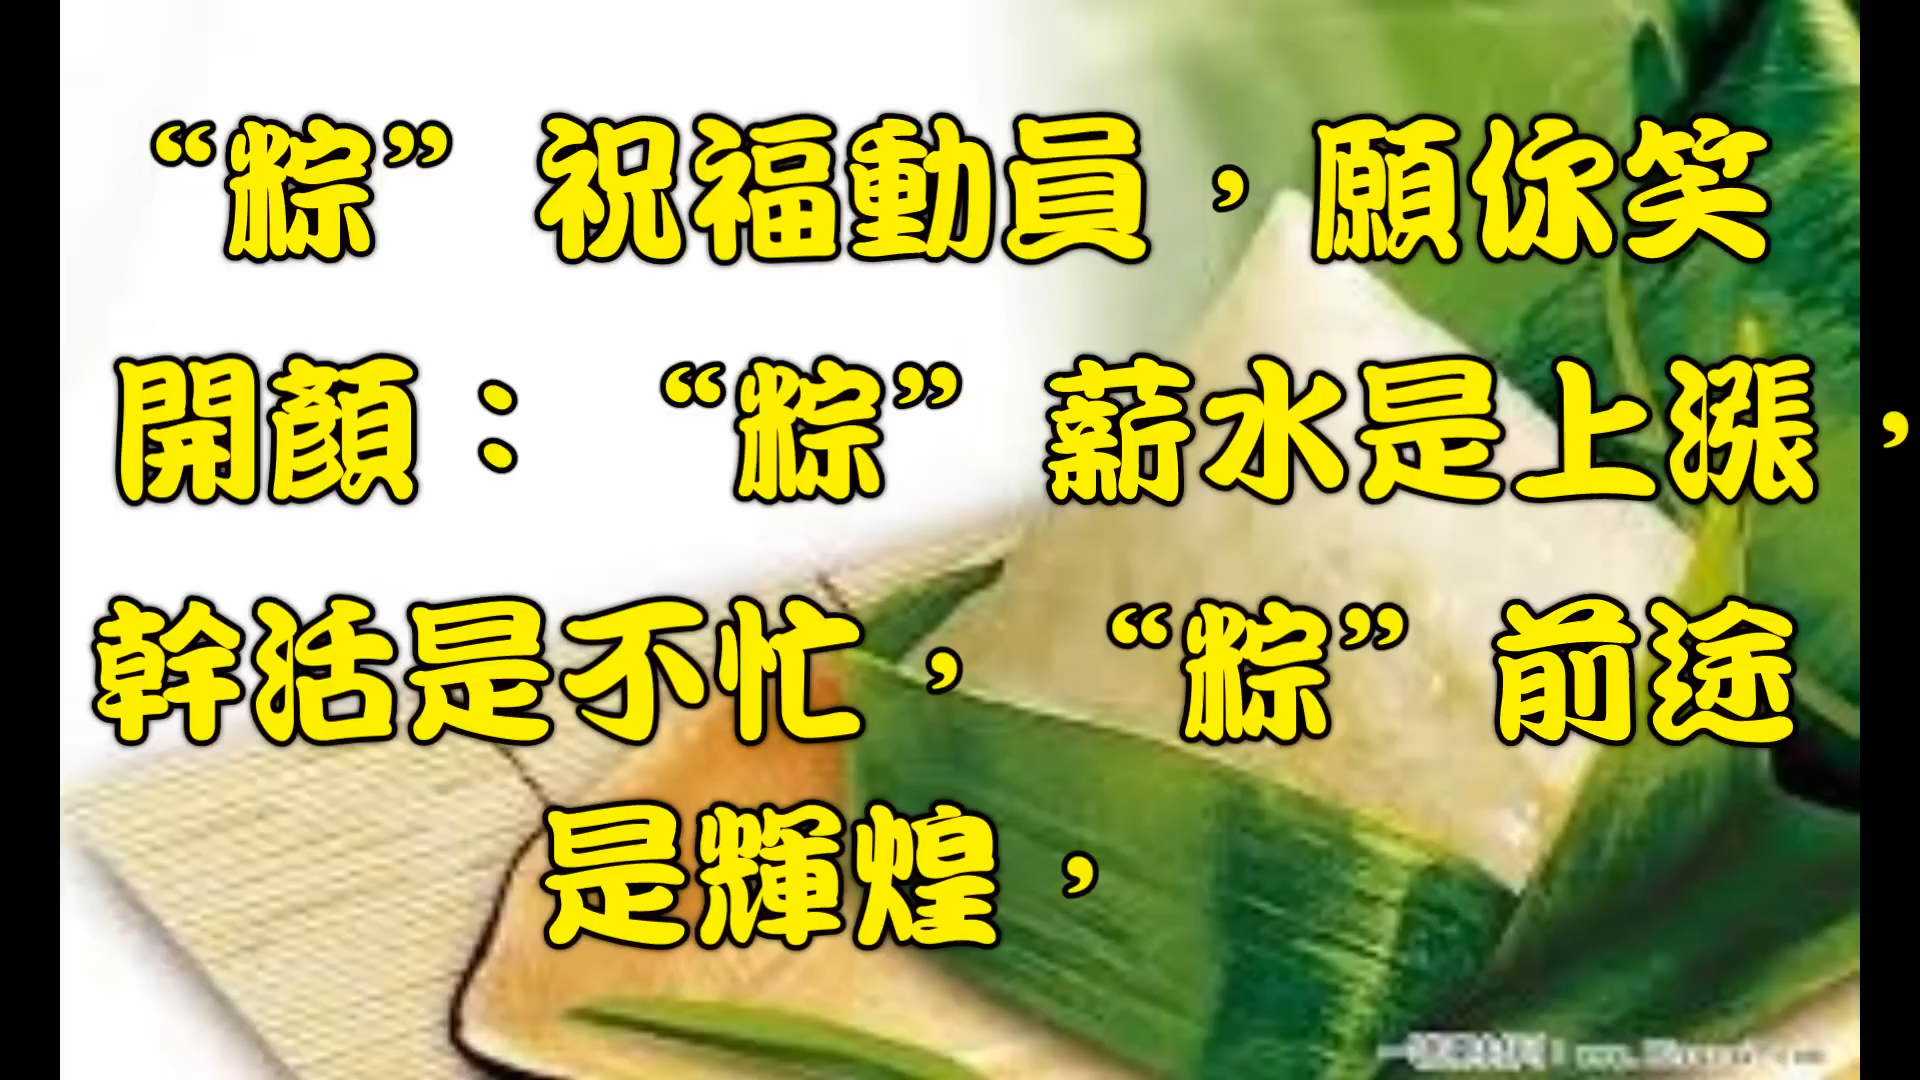 “粽”祝福動員，願你笑
開顏：“粽”薪水是上漲，
幹活是不忙，“粽”前途
是輝煌，